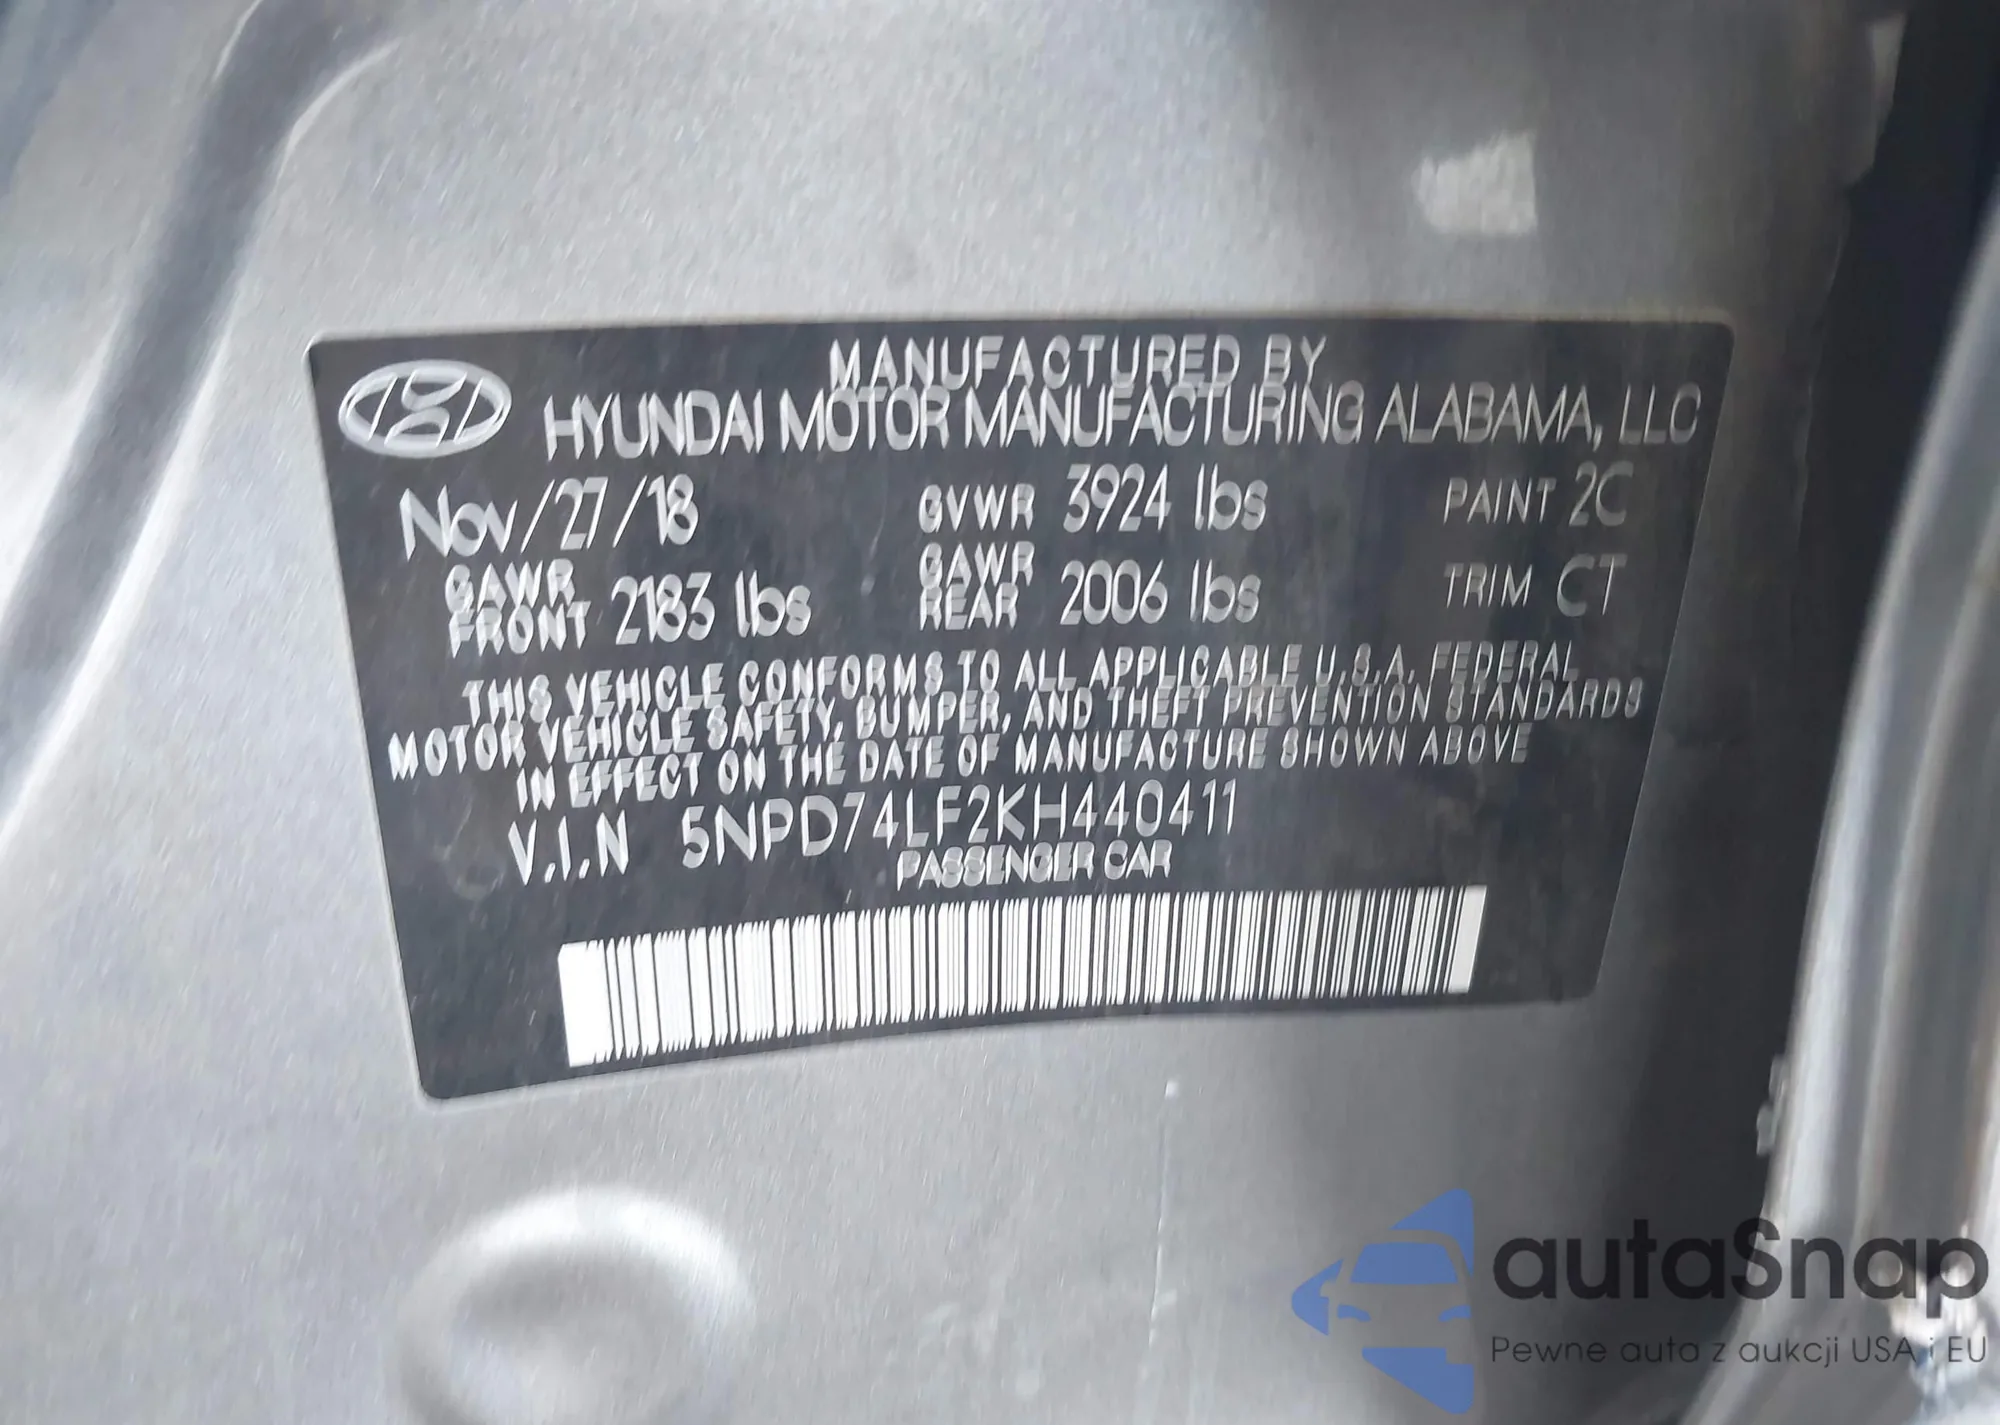 MANUFACTURED BY
HYUNDAI MOTOR MANUFACTURING ALABAMA, LLC
Nov/27/18 GVWR 3924 lbs PAINT 2C
GAWR FRONT 2183 lbs GAWR REAR 2006 lbs TRIM CT
THIS VEHICLE CONFORMS TO ALL APPLICABLE U.S.A. FEDERAL
MOTOR VEHICLE SAFETY, BUMPER, AND THEFT PREVENTION STANDARDS
IN EFFECT ON THE DATE OF MANUFACTURE SHOWN ABOVE
V.I.N 5NPD74LF2KH440411
PASSENGER CAR
autaSnap
Pewne auta z aukcji USA i EU